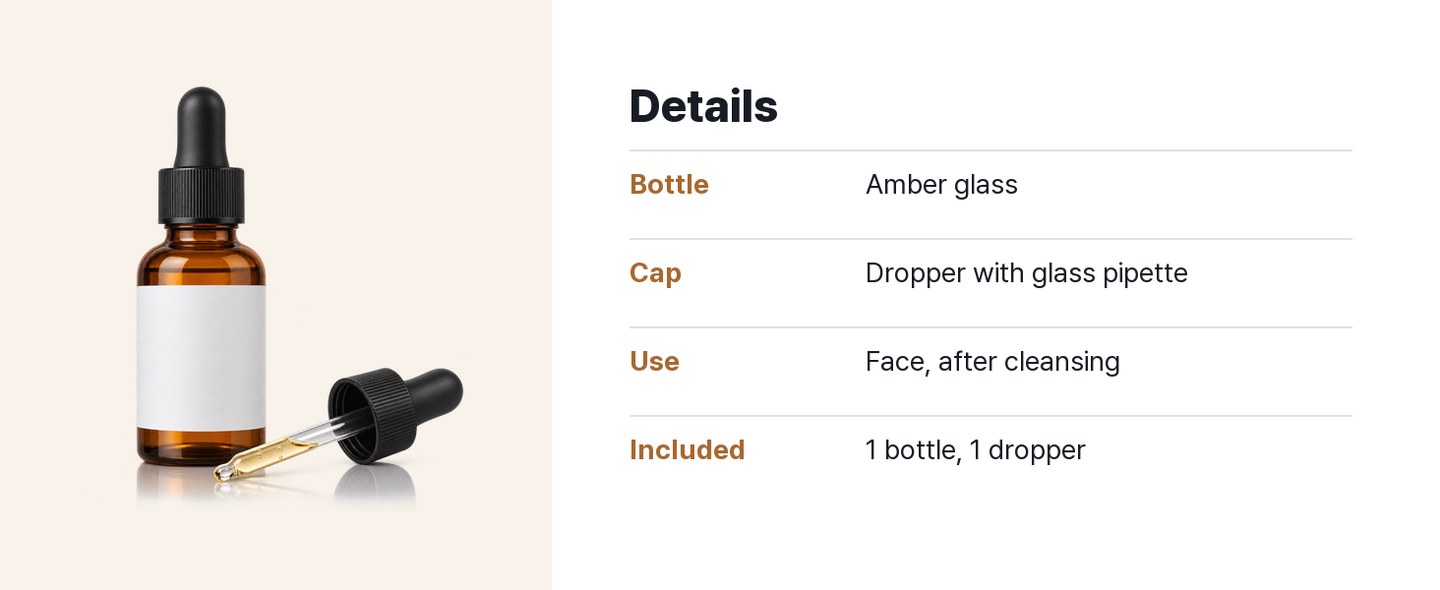 Details
Bottle Amber glass
Cap Dropper with glass pipette
Use Face, after cleansing
Included 1 bottle, 1 dropper